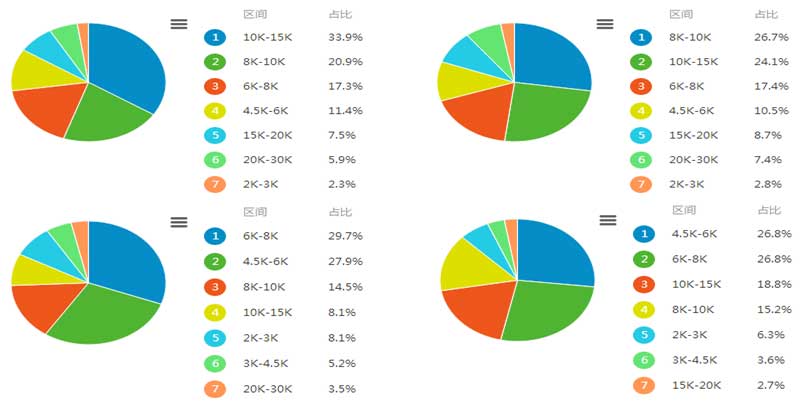 区间 占比
1 10K-15K 33.9%
2 8K-10K 20.9%
3 6K-8K 17.3%
4 4.5K-6K 11.4%
5 15K-20K 7.5%
6 20K-30K 5.9%
7 2K-3K 2.3%
区间 占比
1 8K-10K 26.7%
2 10K-15K 24.1%
3 6K-8K 17.4%
4 4.5K-6K 10.5%
5 15K-20K 8.7%
6 20K-30K 7.4%
7 2K-3K 2.8%
区间 占比
1 6K-8K 29.7%
2 4.5K-6K 27.9%
3 8K-10K 14.5%
4 10K-15K 8.1%
5 2K-3K 8.1%
6 3K-4.5K 5.2%
7 20K-30K 3.5%
区间 占比
1 4.5K-6K 26.8%
2 6K-8K 26.8%
3 10K-15K 18.8%
4 8K-10K 15.2%
5 2K-3K 6.3%
6 3K-4.5K 3.6%
7 15K-20K 2.7%